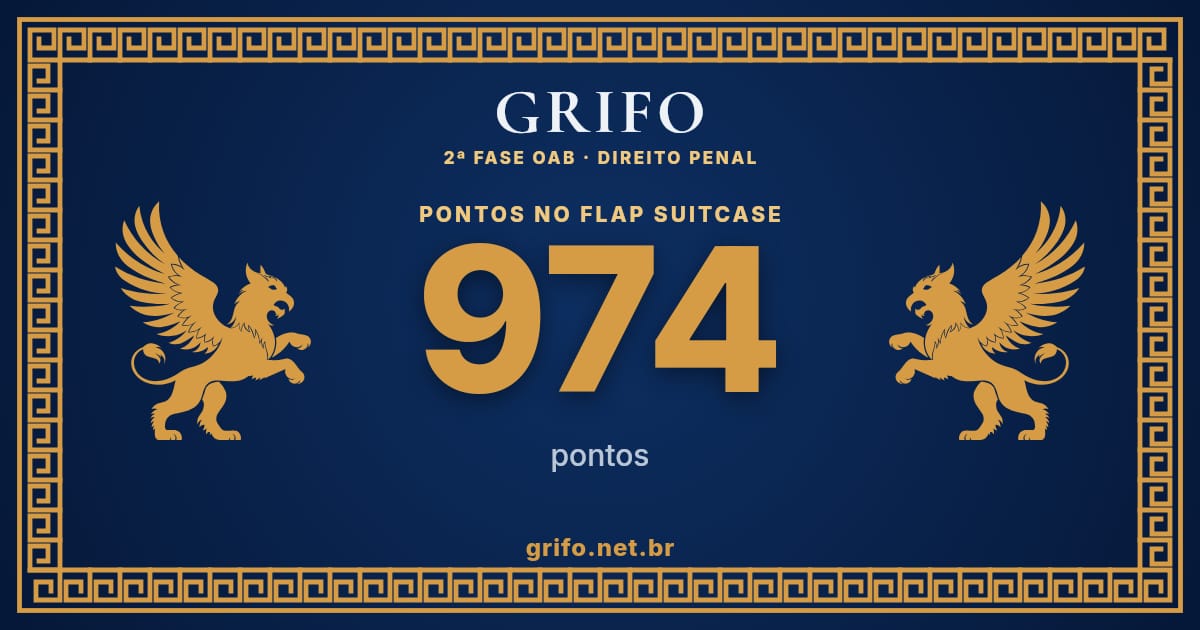 GRIFO
2ª FASE OAB · DIREITO PENAL
PONTOS NO FLAP SUITCASE
974
pontos
grifo.net.br